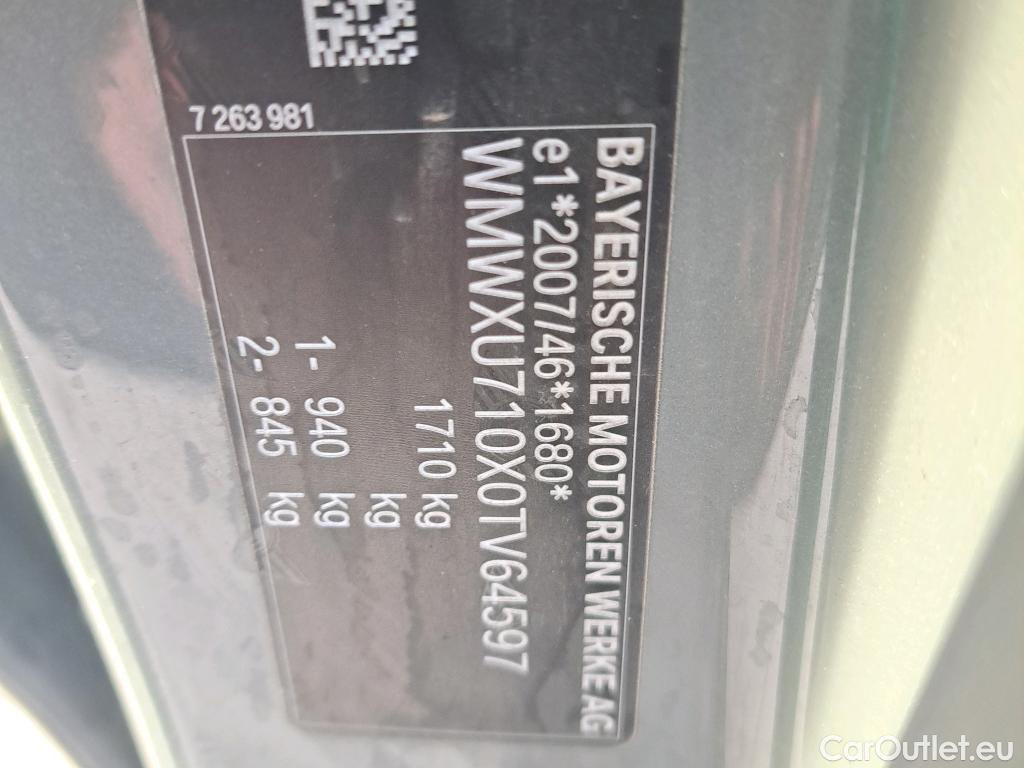 7 263 981
BAYERISCHE MOTOREN WERKE AG
e1*2007/46*1680*
WMWXU710X0TV64597
1710 kg
kg
1- 940 kg
2- 845 kg
CarOutlet.eu